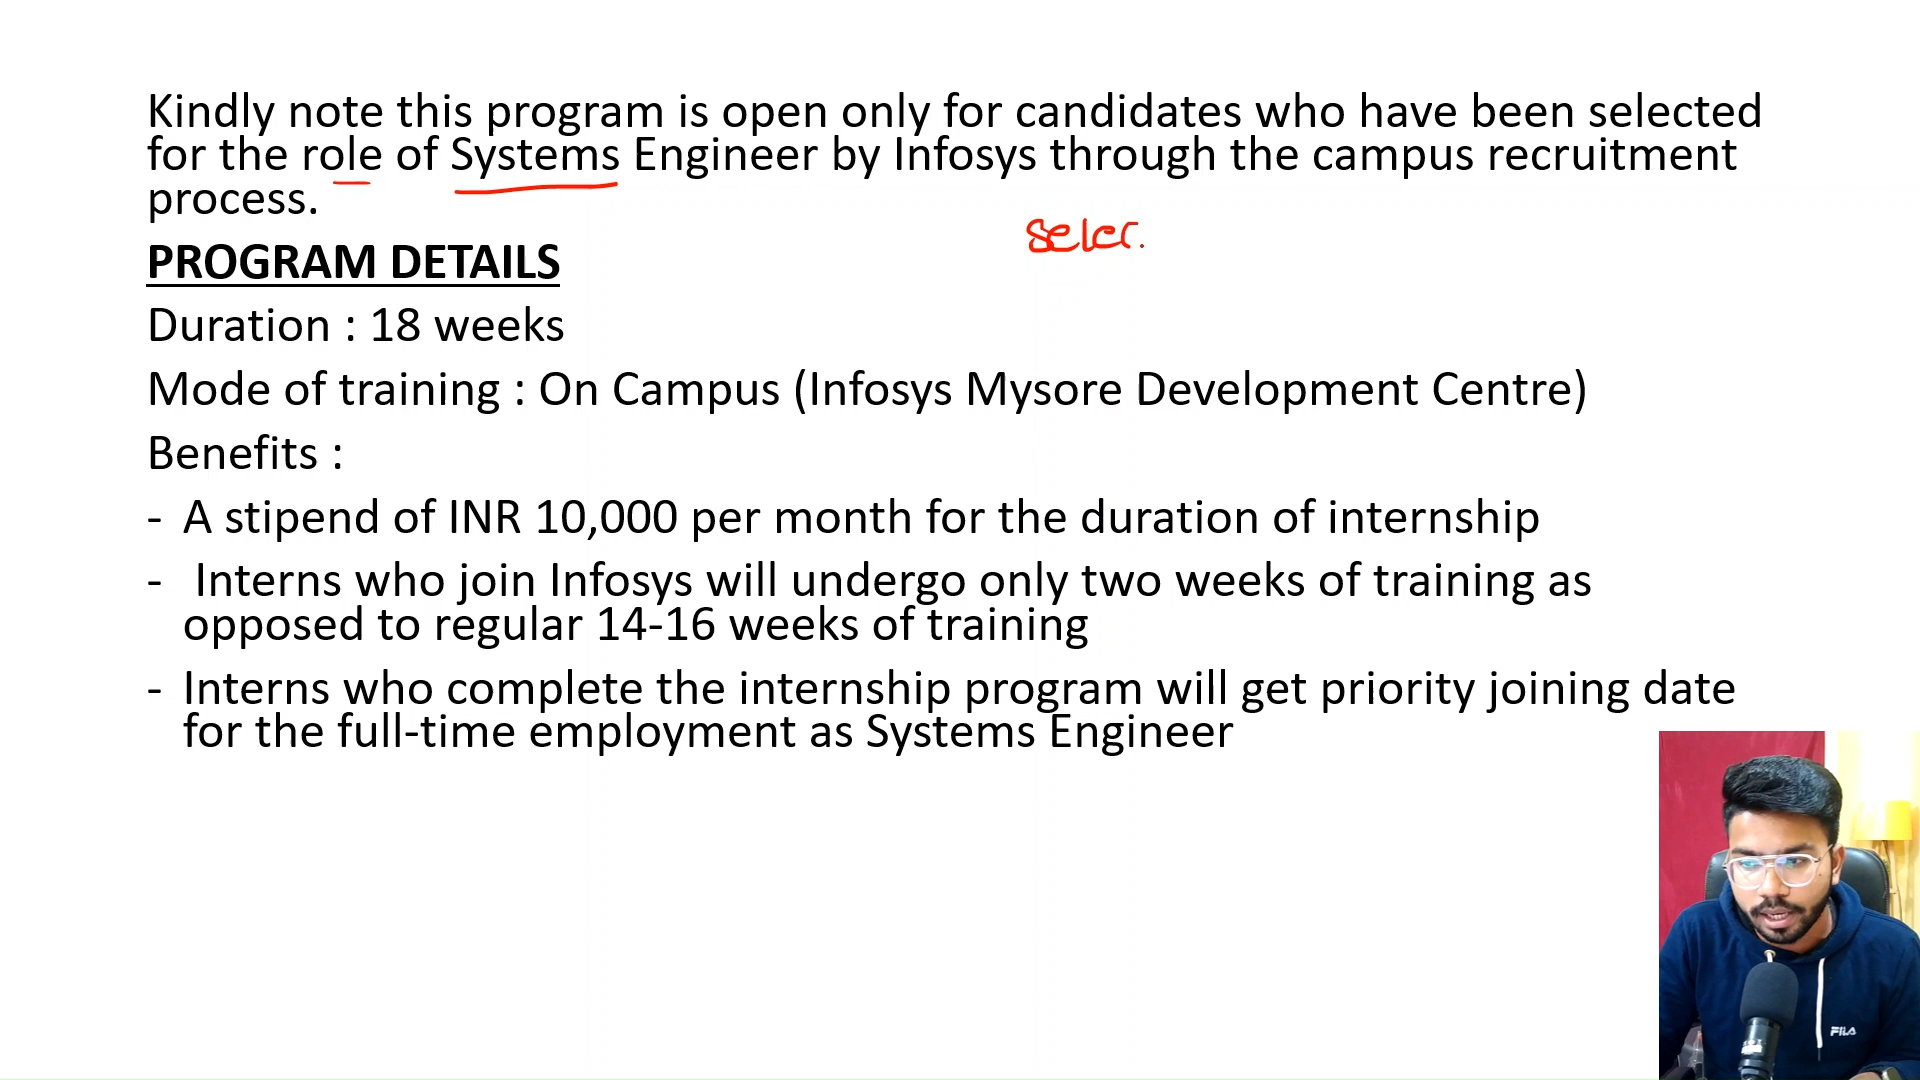 Kindly note this program is open only for candidates who have been selected
for the role of Systems Engineer by Infosys through the campus recruitment
process.
selec
PROGRAM DETAILS
Duration : 18 weeks
Mode of training : On Campus (Infosys Mysore Development Centre)
Benefits :
- A stipend of INR 10,000 per month for the duration of internship
- Interns who join Infosys will undergo only two weeks of training as
opposed to regular 14-16 weeks of training
- Interns who complete the internship program will get priority joining date
for the full-time employment as Systems Engineer
FILA